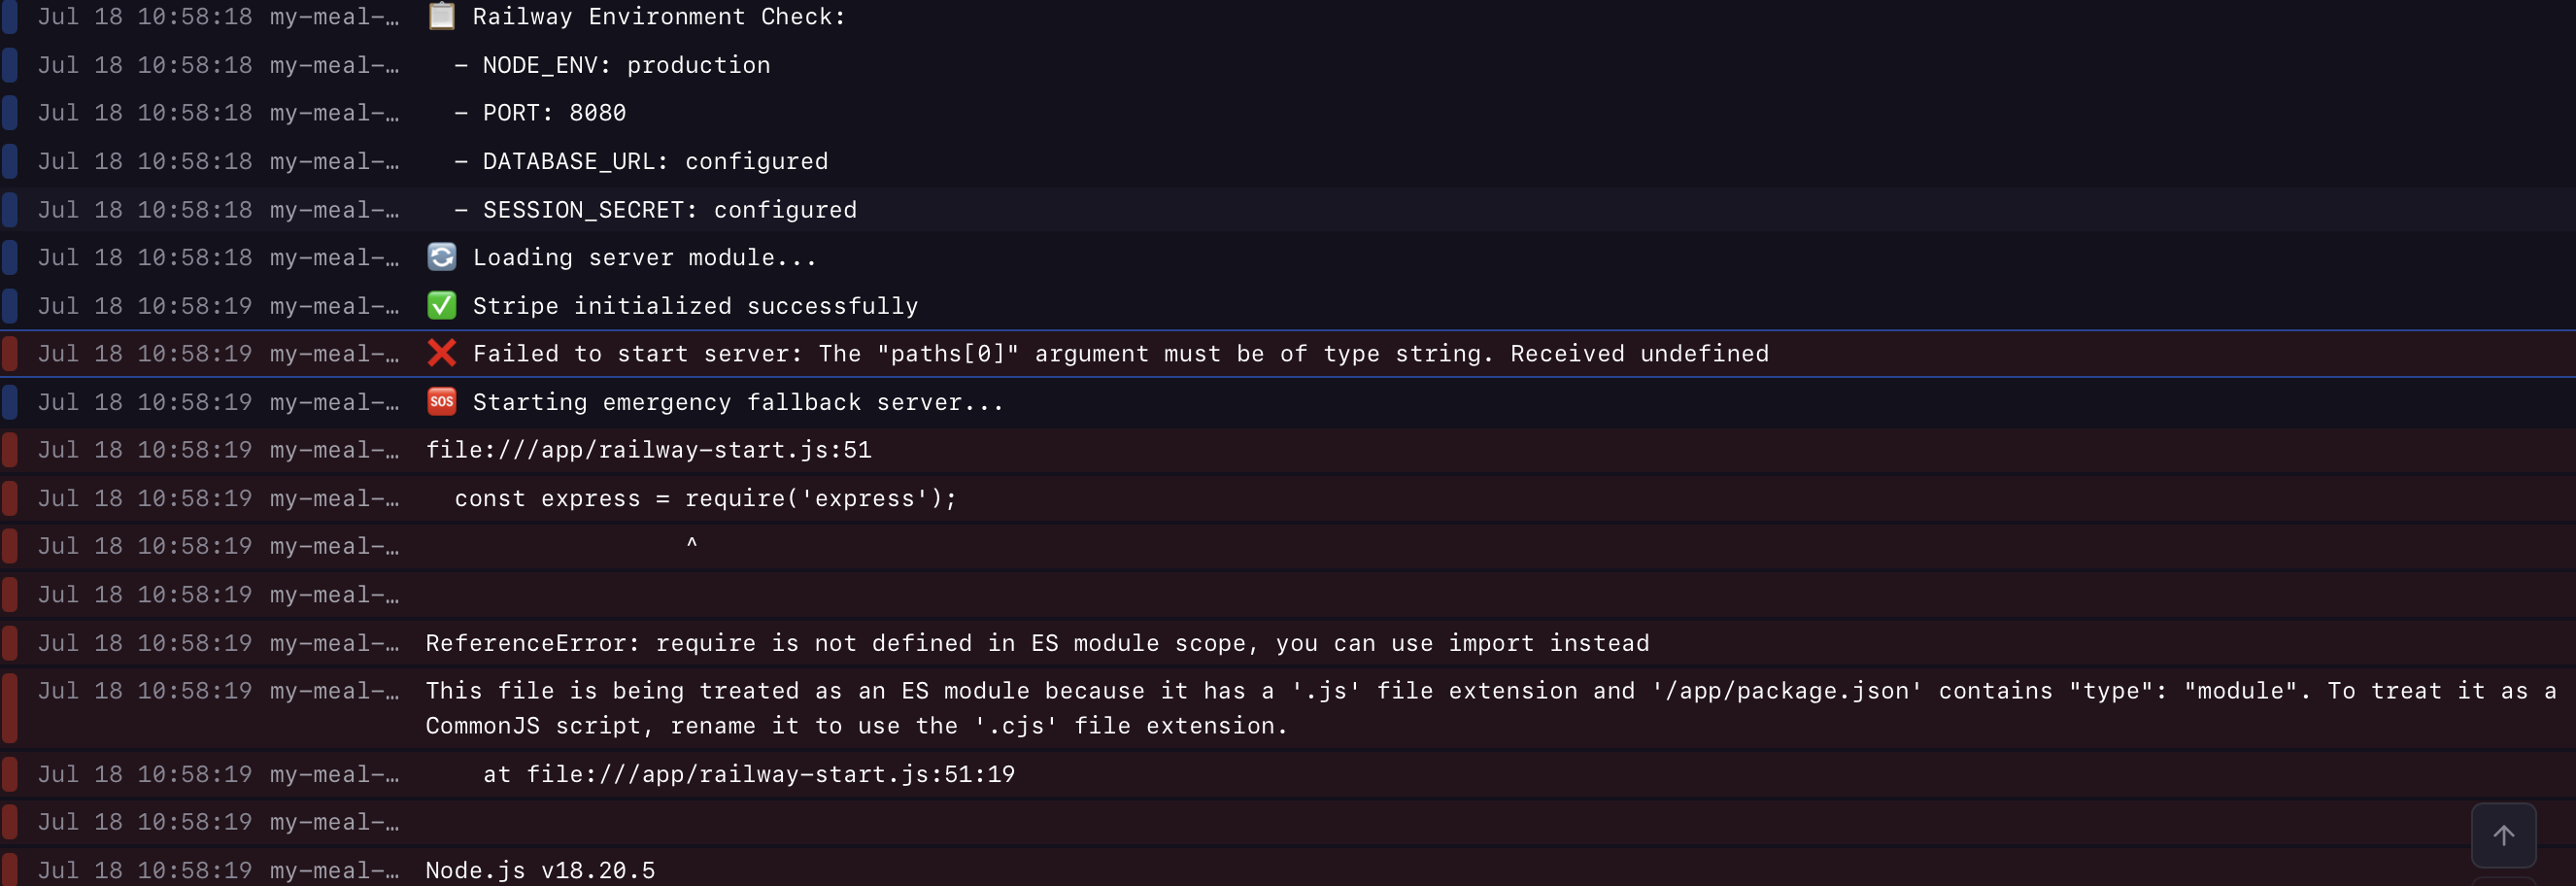 Jul 18 10:58:18 my-meal-… 📋 Railway Environment Check:
Jul 18 10:58:18 my-meal-… - NODE_ENV: production
Jul 18 10:58:18 my-meal-… - PORT: 8080
Jul 18 10:58:18 my-meal-… - DATABASE_URL: configured
Jul 18 10:58:18 my-meal-… - SESSION_SECRET: configured
Jul 18 10:58:18 my-meal-… 🔄 Loading server module...
Jul 18 10:58:19 my-meal-… ✅ Stripe initialized successfully
Jul 18 10:58:19 my-meal-… ❌ Failed to start server: The "paths[0]" argument must be of type string. Received undefined
Jul 18 10:58:19 my-meal-… 🆘 Starting emergency fallback server...
Jul 18 10:58:19 my-meal-… file:///app/railway-start.js:51
Jul 18 10:58:19 my-meal-… const express = require('express');
Jul 18 10:58:19 my-meal-… ^
Jul 18 10:58:19 my-meal-…
Jul 18 10:58:19 my-meal-… ReferenceError: require is not defined in ES module scope, you can use import instead
Jul 18 10:58:19 my-meal-… This file is being treated as an ES module because it has a '.js' file extension and '/app/package.json' contains "type": "module". To treat it as a
CommonJS script, rename it to use the '.cjs' file extension.
Jul 18 10:58:19 my-meal-… at file:///app/railway-start.js:51:19
Jul 18 10:58:19 my-meal-…
Jul 18 10:58:19 my-meal-… Node.js v18.20.5